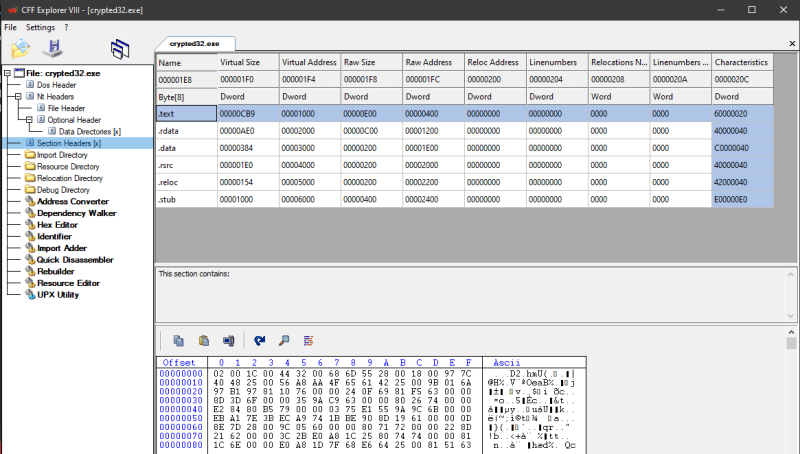 CFF Explorer VIII - [crypted32.exe]
File Settings ?
crypted32.exe
File: crypted32.exe
Dos Header
Nt Headers
File Header
Optional Header
Data Directories [x]
Section Headers [x]
Import Directory
Resource Directory
Relocation Directory
Debug Directory
Address Converter
Dependency Walker
Hex Editor
Identifier
Import Adder
Quick Disassembler
Rebuilder
Resource Editor
UPX Utility
Name Virtual Size Virtual Address Raw Size Raw Address Reloc Address Linenumbers Relocations N... Linenumbers ... Characteristics
000001E8 000001F0 000001F4 000001F8 000001FC 00000200 00000204 00000208 0000020A 0000020C
Byte[8] Dword Dword Dword Dword Dword Dword Word Word Dword
.text 00000CB9 00001000 00000E00 00000400 00000000 00000000 0000 0000 60000020
.rdata 00000AE0 00002000 00000C00 00001200 00000000 00000000 0000 0000 40000040
.data 00000384 00003000 00000200 00001E00 00000000 00000000 0000 0000 C0000040
.rsrc 000001E0 00004000 00000200 00002000 00000000 00000000 0000 0000 40000040
.reloc 00000154 00005000 00000200 00002200 00000000 00000000 0000 0000 42000040
.stub 00001000 00006000 00000400 00002400 00000000 00000000 0000 0000 E00000E0
This section contains:
Offset 0 1 2 3 4 5 6 7 8 9 A B C D E F Ascii
00000000 02 00 1C 00 44 32 00 68 6D 55 28 00 18 00 97 7C
00000010 40 48 25 00 56 A8 AA 4F 65 61 42 25 00 9B 01 6A
00000020 97 B1 97 81 10 76 00 00 24 0F 69 81 F5 63 00 00
00000030 8D 3D 6F 00 00 35 9A C9 63 00 00 80 26 74 00 00
00000040 E2 84 80 B5 79 00 00 03 75 E1 55 9A 9C 6B 00 00
00000050 EB A1 7E 3B EC A9 74 1B BE 90 8D 19 61 00 00 0D
00000060 8E 7D 28 00 9C 05 60 00 00 80 71 72 00 00 22 8D
00000070 21 62 00 00 3C 2B E0 A8 1C 25 80 74 74 00 00 81
00000080 1C 6E 00 00 E0 A8 1D 7F 68 E6 64 25 00 81 51 63